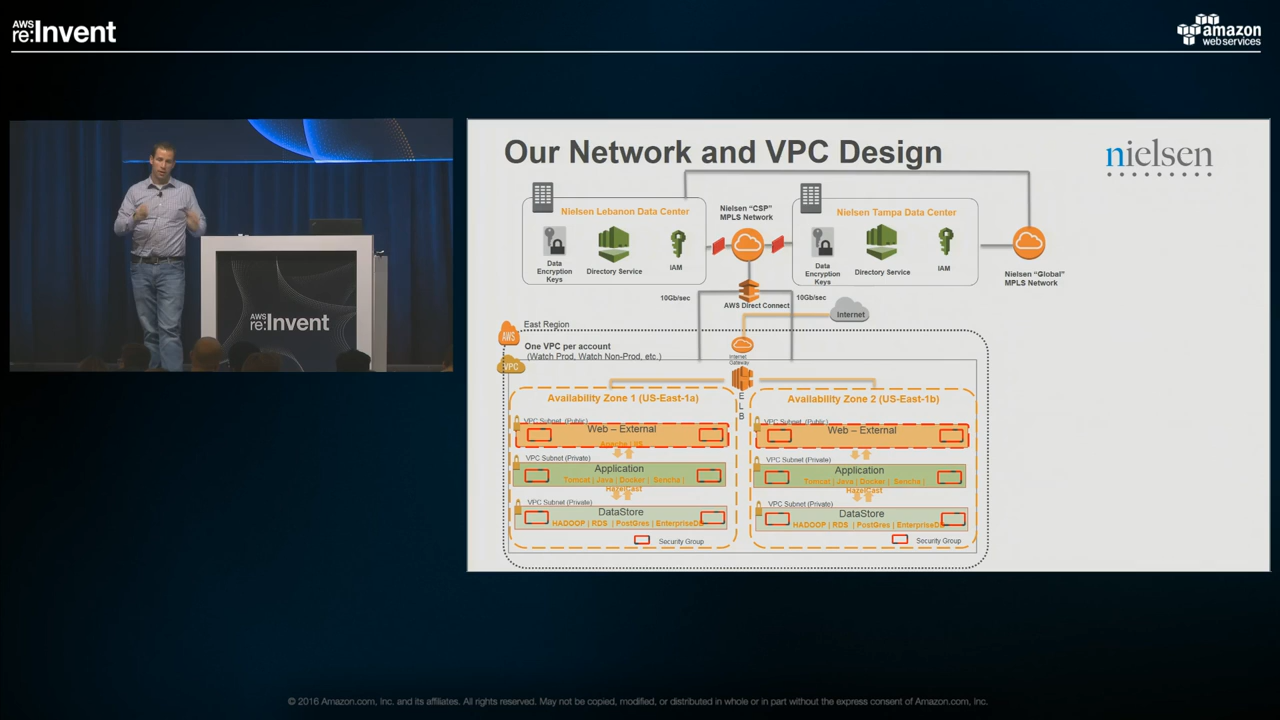 AWS
re:Invent
amazon
web services
AWS
re:Invent
Our Network and VPC Design
nielsen
Nielsen Lebanon Data Center
Data
Encryption
Keys
Directory Service
IAM
Nielsen “CSP”
MPLS Network
Nielsen Tampa Data Center
Data
Encryption
Keys
Directory Service
IAM
Nielsen “Global”
MPLS Network
10Gb/sec
AWS Direct Connect
10Gb/sec
Internet
East Region
AWS
One VPC per account
(Watch Prod, Watch Non-Prod, etc.)
VPC
Internet
Gateway
ELB
Availability Zone 1 (US-East-1a)
VPC Subnet (Public)
Web – External
Apache | IIS
VPC Subnet (Private)
Application
Tomcat | Java | Docker | Sencha |
HazelCast
VPC Subnet (Private)
DataStore
HADOOP | RDS | PostGres | EnterpriseDB
Security Group
Availability Zone 2 (US-East-1b)
VPC Subnet (Public)
Web – External
VPC Subnet (Private)
Application
Tomcat | Java | Docker | Sencha |
HazelCast
VPC Subnet (Private)
DataStore
HADOOP | RDS | PostGres | EnterpriseDB
Security Group
© 2016 Amazon.com, Inc. and its affiliates. All rights reserved. May not be copied, modified, or distributed in whole or in part without the express consent of Amazon.com, Inc.